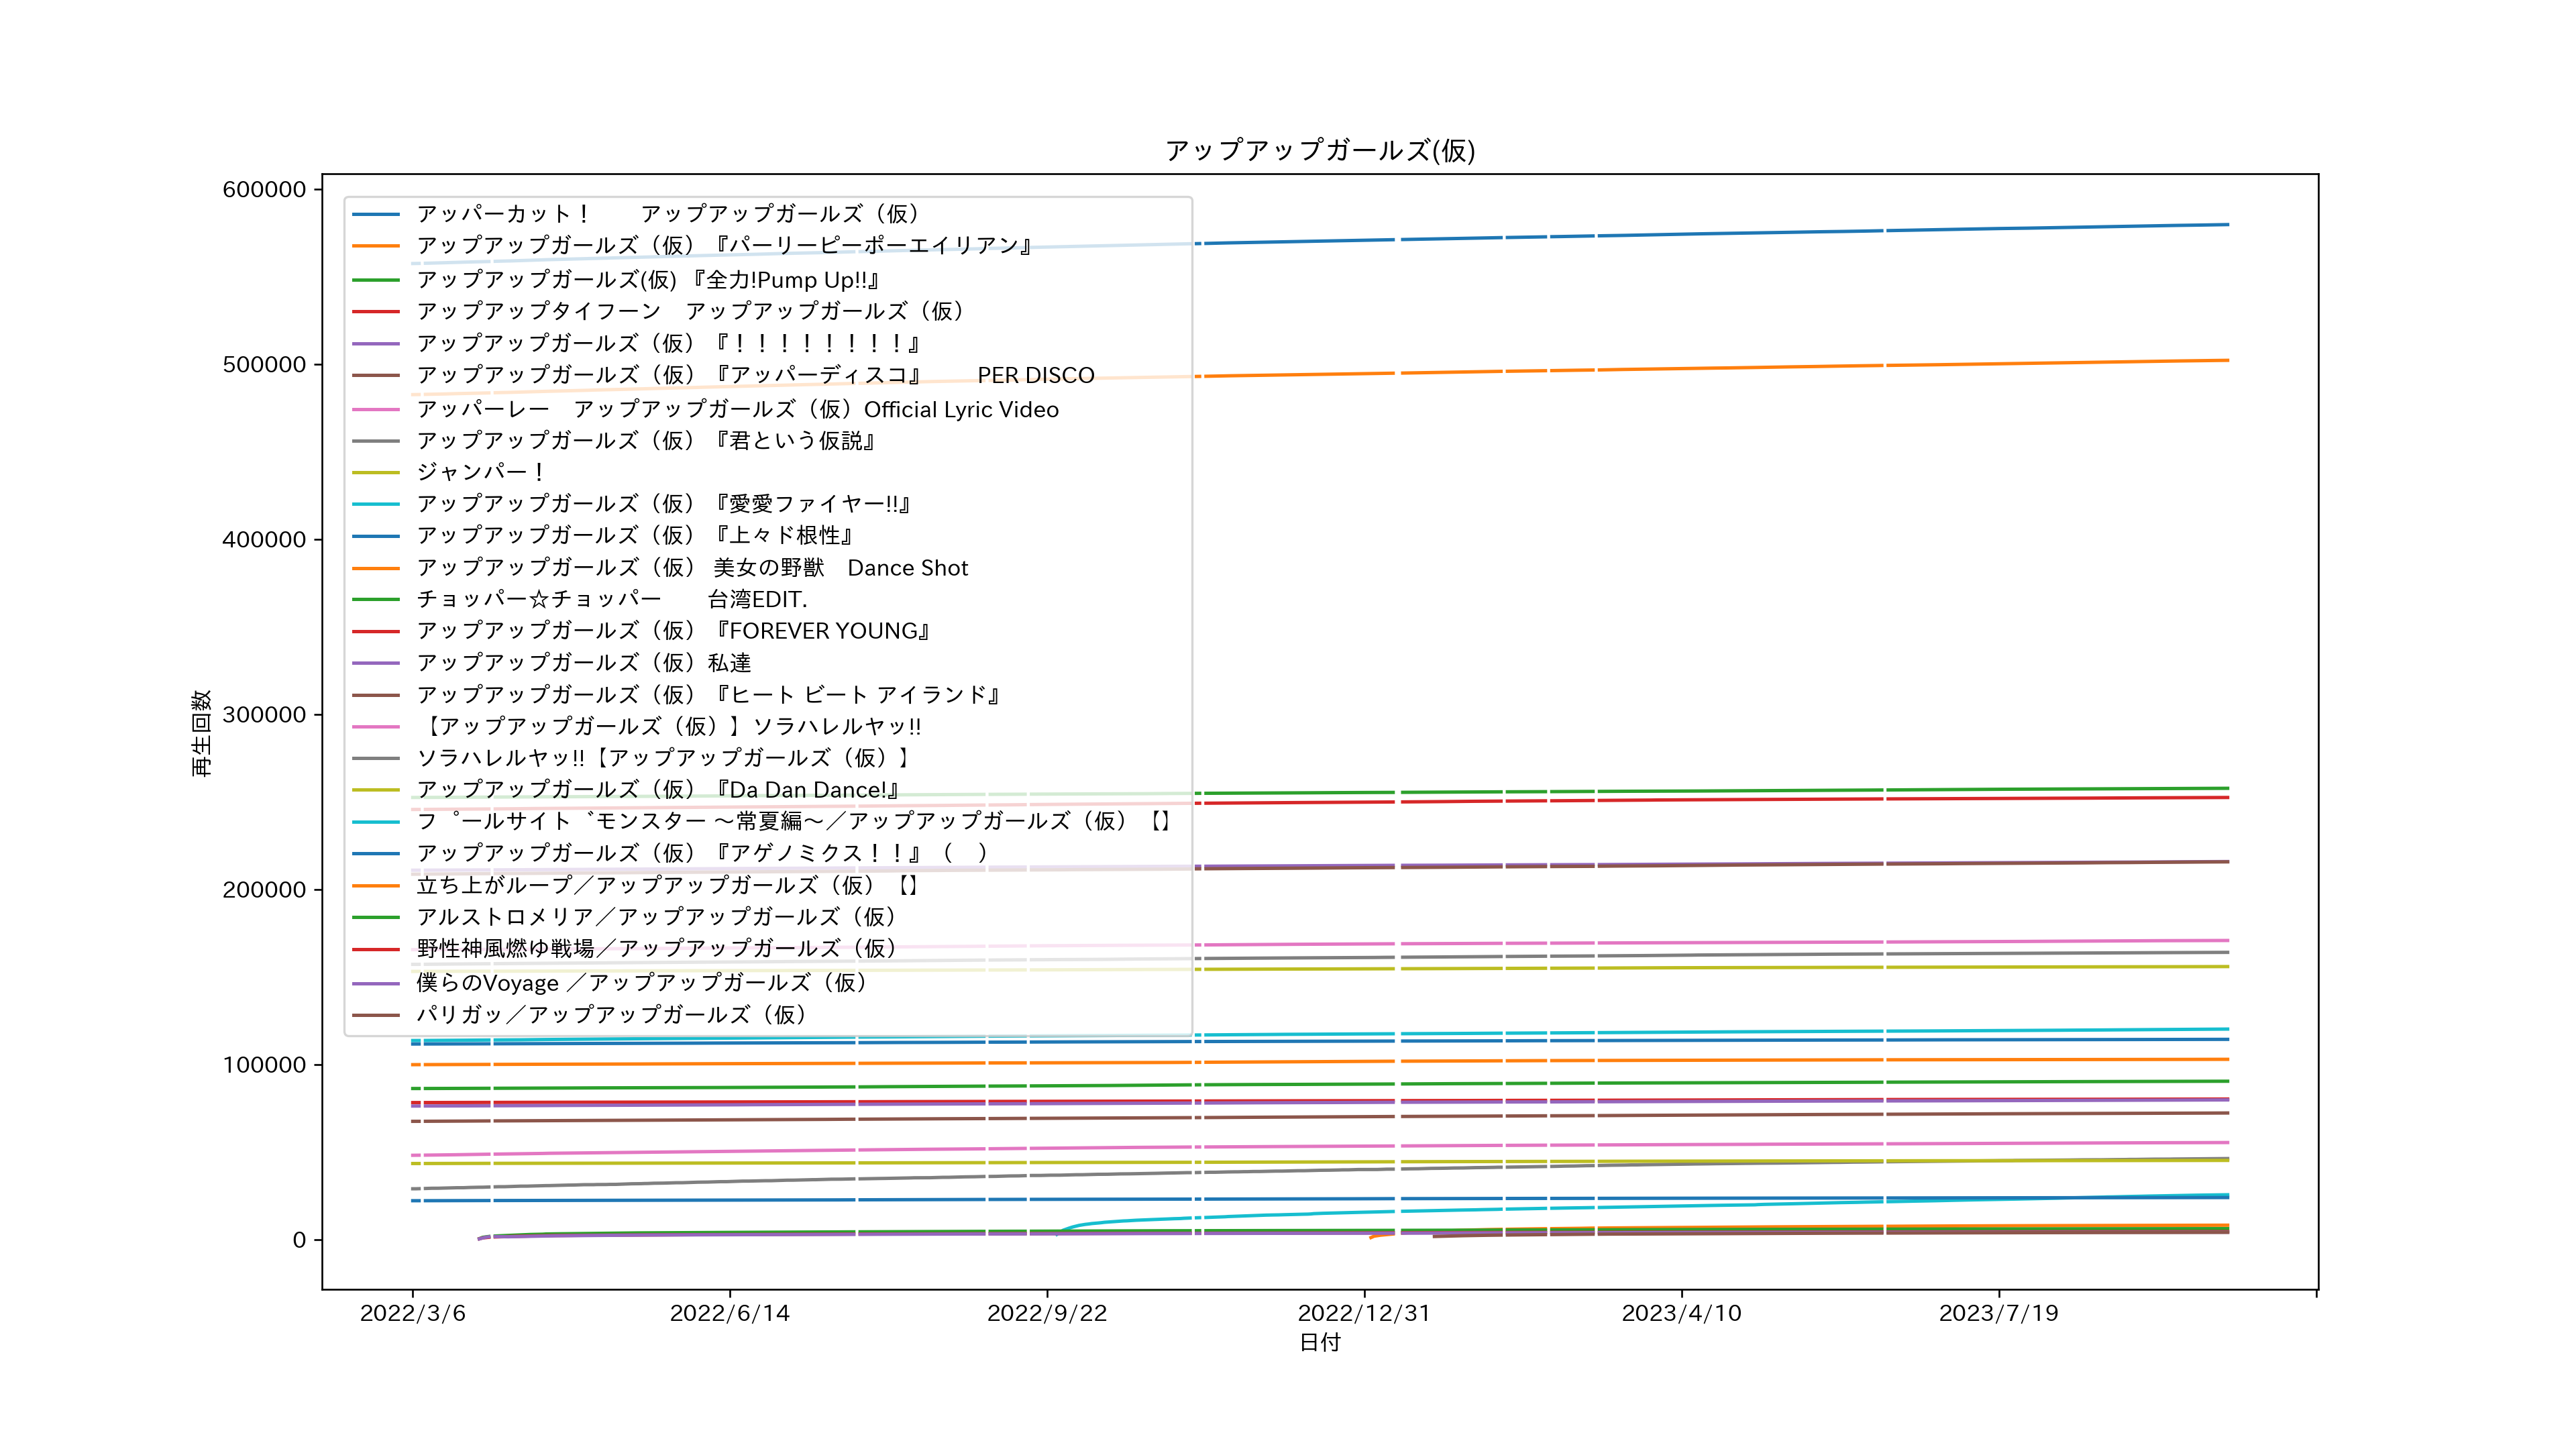 アップアップガールズ(仮)
600000
500000
400000
300000
200000
100000
0
再生回数
アッパーカット！　　アップアップガールズ（仮）
アップアップガールズ（仮）『パーリーピーポーエイリアン』
アップアップガールズ(仮) 『全力!Pump Up!!』
アップアップタイフーン　アップアップガールズ（仮）
アップアップガールズ（仮）『！！！！！！！！』
アップアップガールズ（仮）『アッパーディスコ』　　PER DISCO
アッパーレー　アップアップガールズ（仮）Official Lyric Video
アップアップガールズ（仮）『君という仮説』
ジャンパー！
アップアップガールズ（仮）『愛愛ファイヤー!!』
アップアップガールズ（仮）『上々ド根性』
アップアップガールズ（仮） 美女の野獣　Dance Shot
チョッパー☆チョッパー　　台湾EDIT.
アップアップガールズ（仮）『FOREVER YOUNG』
アップアップガールズ（仮）私達
アップアップガールズ（仮）『ヒート ビート アイランド』
【アップアップガールズ（仮）】ソラハレルヤッ!!
ソラハレルヤッ!!【アップアップガールズ（仮）】
アップアップガールズ（仮）『Da Dan Dance!』
フ゜ールサイト゛モンスター 〜常夏編〜／アップアップガールズ（仮）【】
アップアップガールズ（仮）『アゲノミクス！！』（　）
立ち上がループ／アップアップガールズ（仮）【】
アルストロメリア／アップアップガールズ（仮）
野性神風燃ゆ戦場／アップアップガールズ（仮）
僕らのVoyage ／アップアップガールズ（仮）
パリガッ／アップアップガールズ（仮）
2022/3/6
2022/6/14
2022/9/22
2022/12/31
2023/4/10
2023/7/19
日付